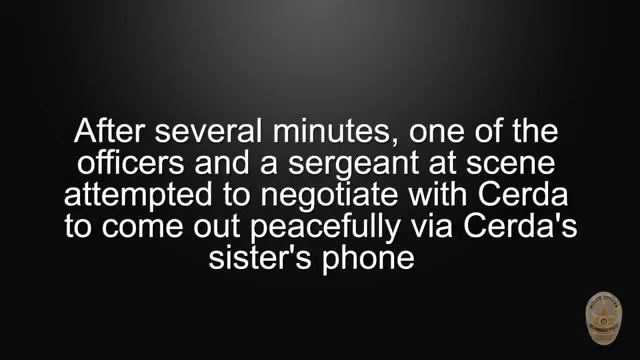 After several minutes, one of the
officers and a sergeant at scene
attempted to negotiate with Cerda
to come out peacefully via Cerda's
sister's phone